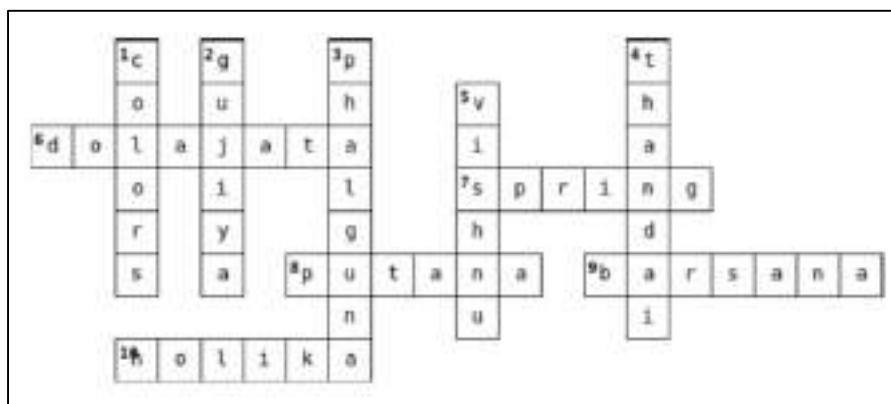 1c 2g 3p 4t
o u h 5v h
6d o l a j a t a i a
o i l 7s p r i n g
r y g h d
s a 8p u t a n a 9b a r s a n a
n u i
10h o l i k a